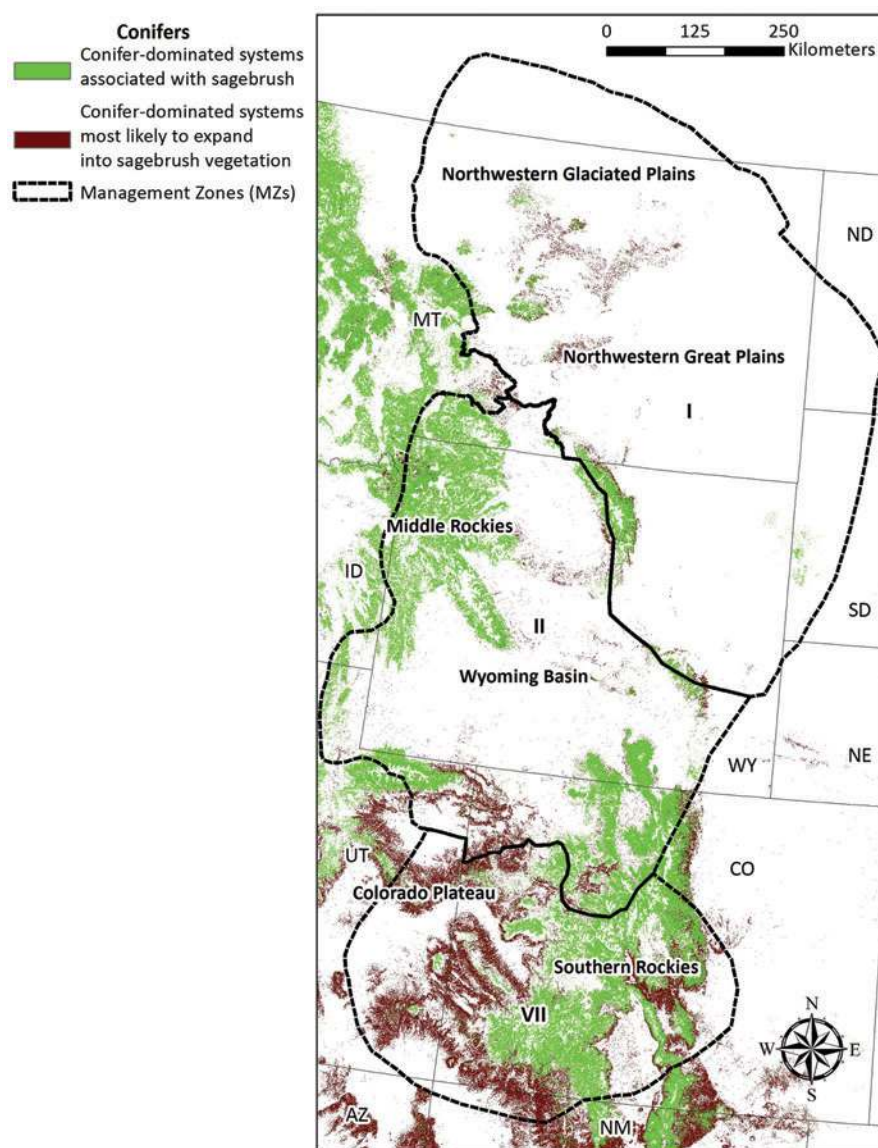 Conifers
Conifer-dominated systems
associated with sagebrush
Conifer-dominated systems
most likely to expand
into sagebrush vegetation
Management Zones (MZs)
0 125 250
Kilometers
Northwestern Glaciated Plains
ND
MT
Northwestern Great Plains
I
Middle Rockies
ID
II
SD
Wyoming Basin
WY
NE
UT
CO
Colorado Plateau
Southern Rockies
VII
N
W E
S
AZ
NM